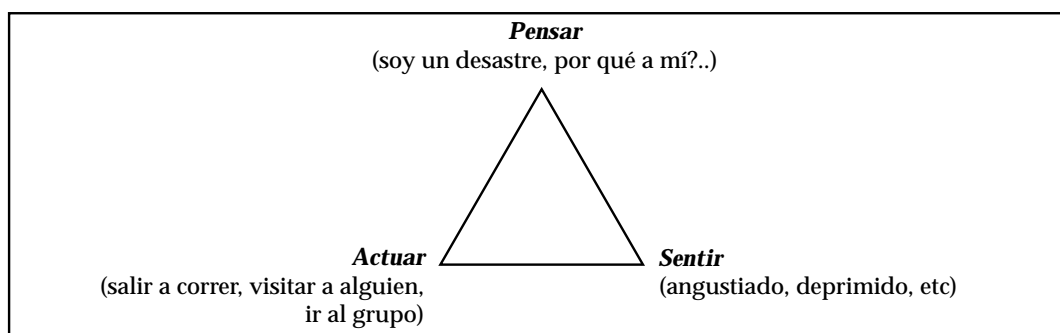 Pensar
(soy un desastre, por qué a mí?..)
Actuar
(salir a correr, visitar a alguien,
ir al grupo)
Sentir
(angustiado, deprimido, etc)